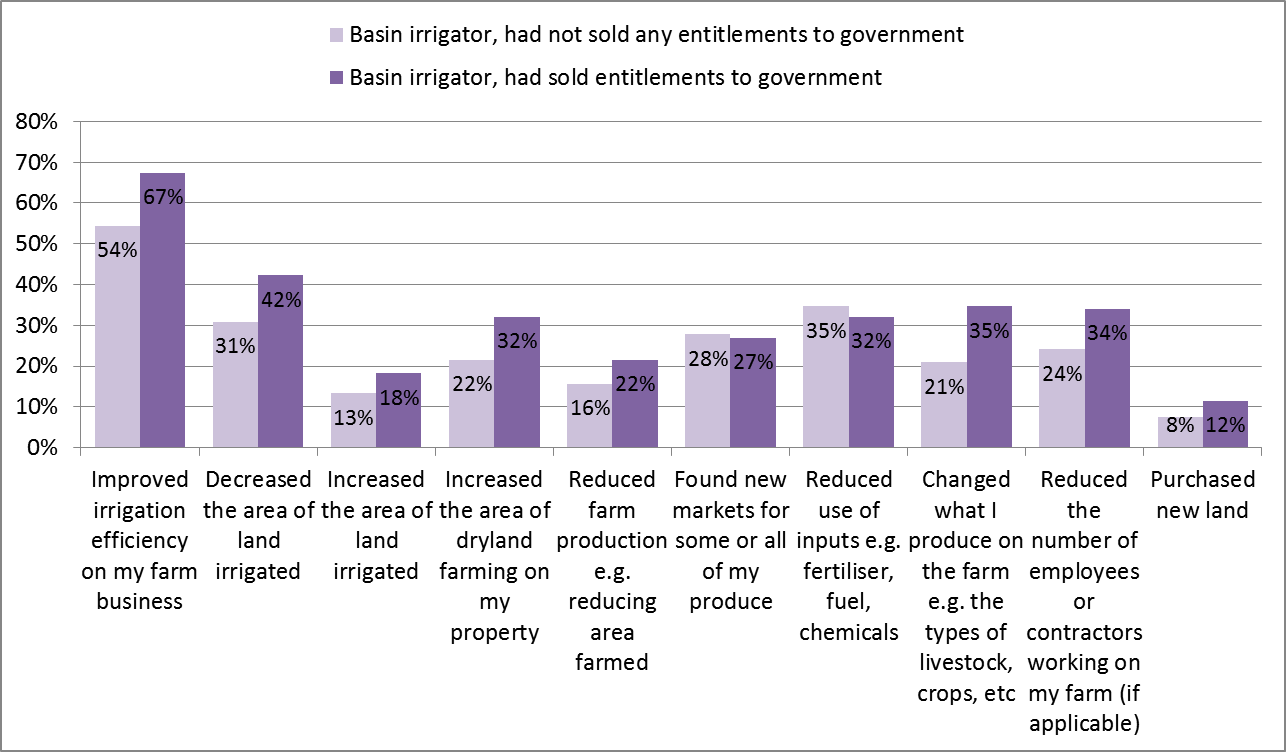 Basin irrigator, had not sold any entitlements to government
Basin irrigator, had sold entitlements to government
80%
70%
60%
50%
40%
30%
20%
10%
0%
54%
67%
31%
42%
13%
18%
22%
32%
16%
22%
28%
27%
35%
32%
21%
35%
24%
34%
8%
12%
Improved
irrigation
efficiency
on my farm
business
Decreased
the area of
land
irrigated
Increased
the area of
land
irrigated
Increased
the area of
dryland
farming on
my
property
Reduced
farm
production
e.g.
reducing
area
farmed
Found new
markets for
some or all
of my
produce
Reduced
use of
inputs e.g.
fertiliser,
fuel,
chemicals
Changed
what I
produce on
the farm
e.g. the
types of
livestock,
crops, etc
Reduced
the
number of
employees
or
contractors
working on
my farm (if
applicable)
Purchased
new land